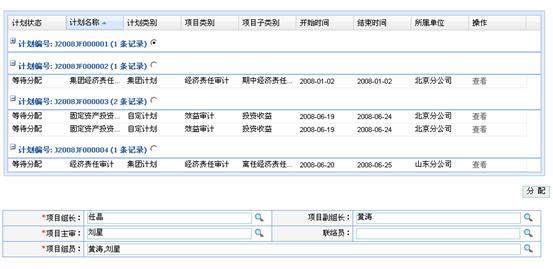 计划状态 计划名称 计划类别 项目类别 项目子类别 开始时间 结束时间 所属单位 操作
计划编号: J2008JF000001 (1 条记录)
计划编号: J2008JF000002 (1 条记录)
等待分配 集团经济责任... 集团计划 经济责任审计 期中经济责任... 2008-01-02 2008-01-02 北京分公司 查看
计划编号: J2008JF000003 (2 条记录)
等待分配 固定资产投资... 自定计划 效益审计 投资收益 2008-06-19 2008-06-24 北京分公司 查看
等待分配 固定资产投资... 自定计划 效益审计 投资收益 2008-06-19 2008-06-24 北京分公司 查看
计划编号: J2008JF000004 (1 条记录)
等待分配 经济责任审计 集团计划 经济责任审计 离任经济责任... 2008-06-20 2008-06-25 山东分公司 查看
分 配
*项目组长: 任晶 项目副组长: 黄涛
*项目主审: 刘星 联络员:
*项目组员: 黄涛,刘星